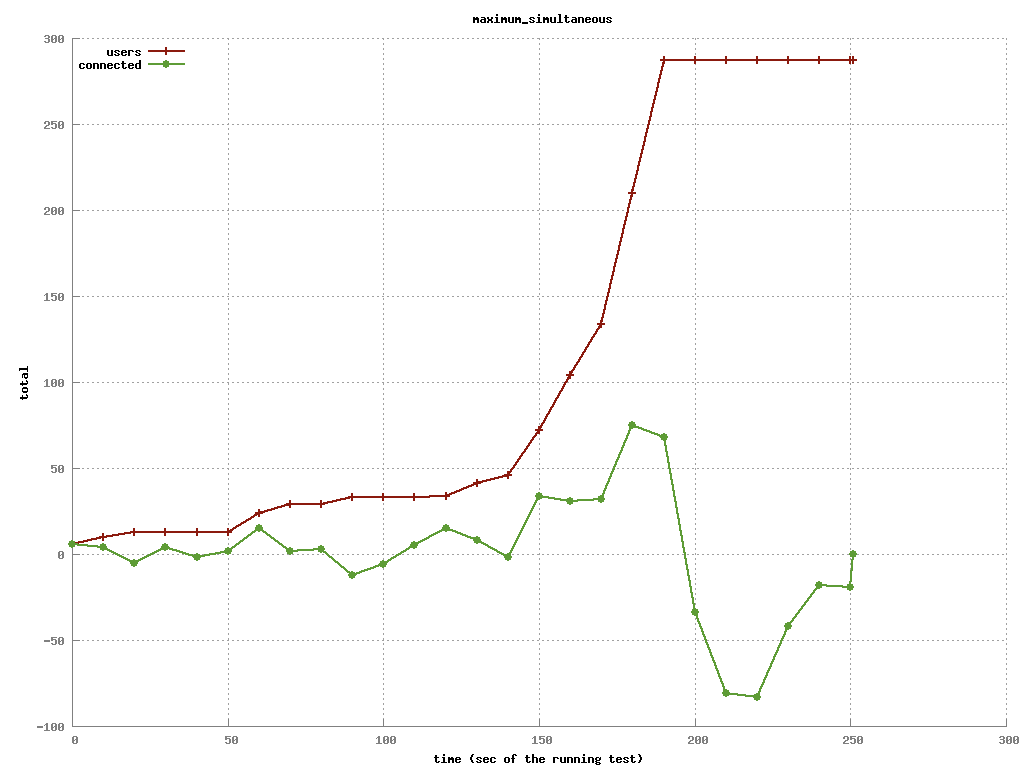 maximum_simultaneous
users
connected
300
250
200
150
100
50
0
-50
-100
total
0 50 100 150 200 250 300
time (sec of the running test)